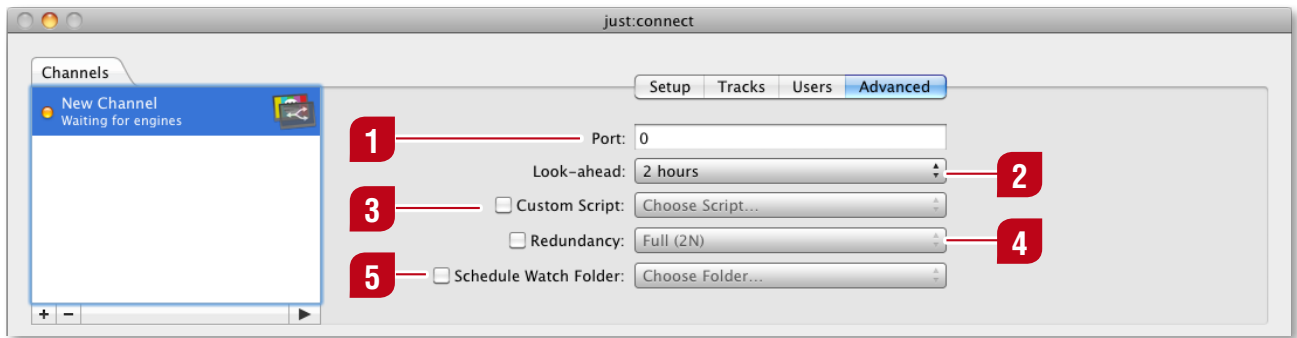 just:connect
Channels
Setup Tracks Users Advanced
New Channel
Waiting for engines
1 Port: 0
Look-ahead: 2 hours 2
3 Custom Script: Choose Script...
Redundancy: Full (2N) 4
5 Schedule Watch Folder: Choose Folder...
+ −